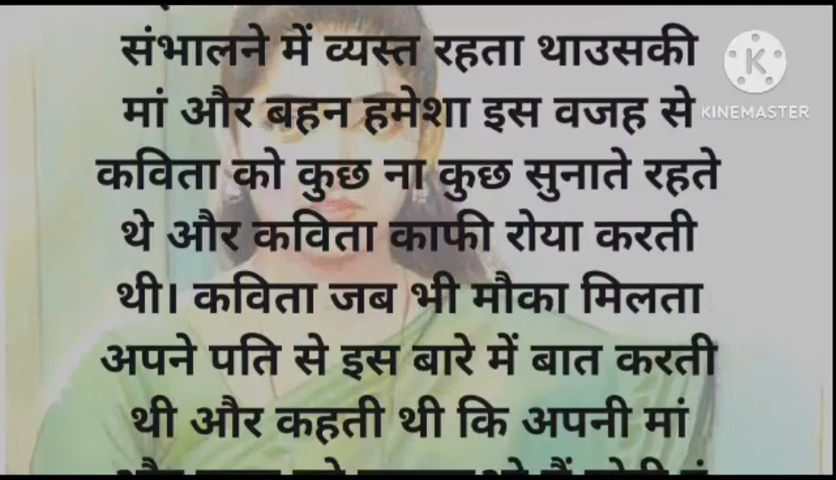 संभालने में व्यस्त रहता थाउसकी
मां और बहन हमेशा इस वजह से
कविता को कुछ ना कुछ सुनाते रहते
थे और कविता काफी रोया करती
थी। कविता जब भी मौका मिलता
अपने पति से इस बारे में बात करती
थी और कहती थी कि अपनी मां
KINEMASTER